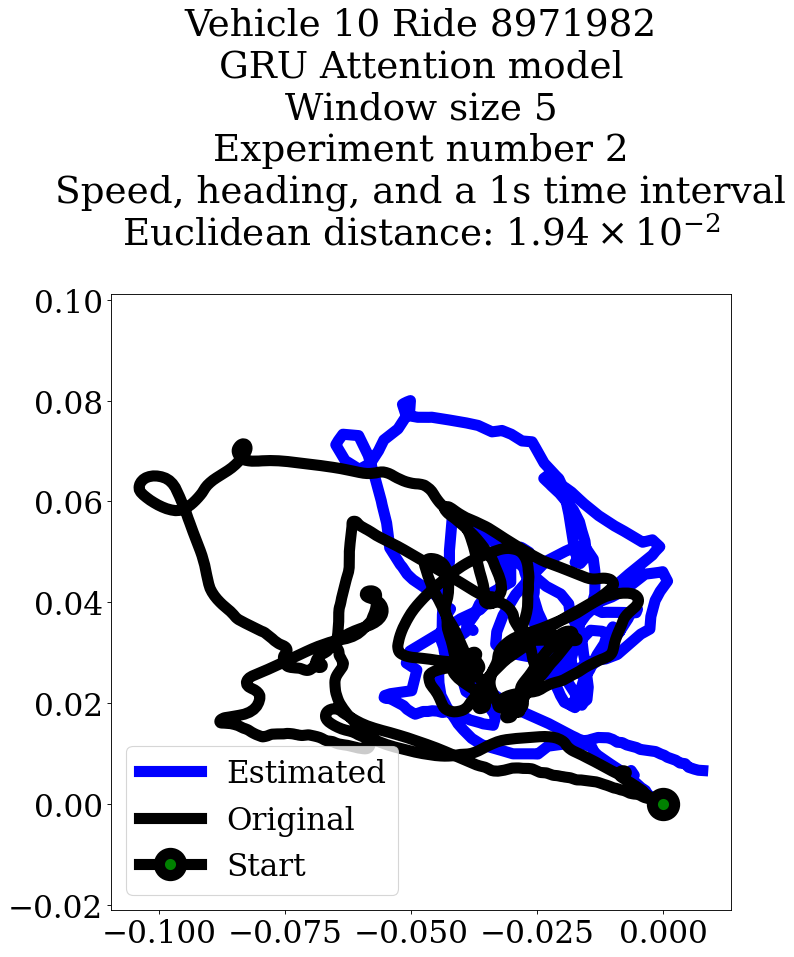 Vehicle 10 Ride 8971982
GRU Attention model
Window size 5
Experiment number 2
Speed, heading, and a 1s time interval
Euclidean distance: 1.94 × 10⁻²
0.10
0.08
0.06
0.04
0.02
0.00
−0.02
Estimated
Original
Start
−0.100 −0.075 −0.050 −0.025 0.000